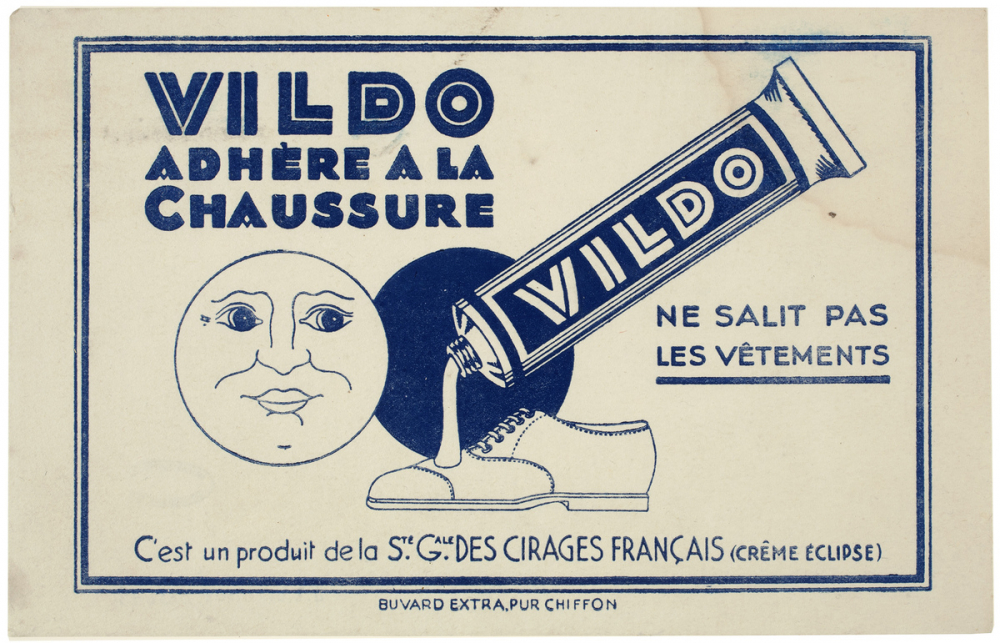 VILDO
ADHÈRE A LA
CHAUSSURE
VILDO
NE SALIT PAS
LES VÊTEMENTS
C'est un produit de la STÉ GALE DES CIRAGES FRANÇAIS (CRÊME ÉCLIPSE)
BUVARD EXTRA, PUR CHIFFON